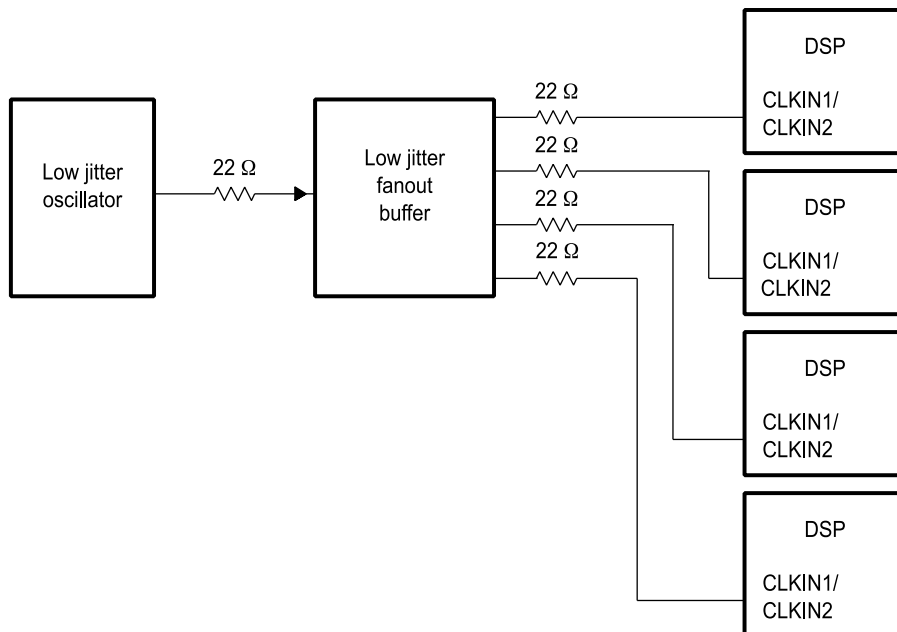 Low jitter
oscillator
22 Ω
Low jitter
fanout
buffer
22 Ω
22 Ω
22 Ω
22 Ω
DSP
CLKIN1/
CLKIN2
DSP
CLKIN1/
CLKIN2
DSP
CLKIN1/
CLKIN2
DSP
CLKIN1/
CLKIN2